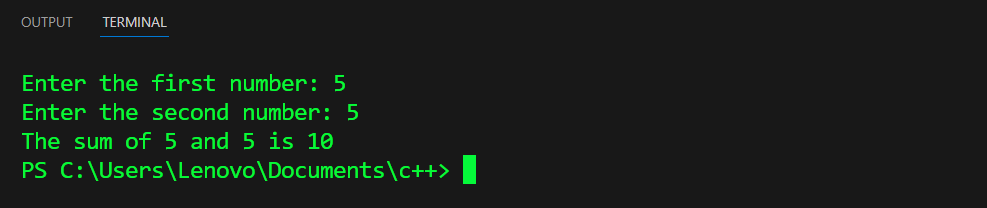 OUTPUT TERMINAL
Enter the first number: 5
Enter the second number: 5
The sum of 5 and 5 is 10
PS C:\Users\Lenovo\Documents\c++>